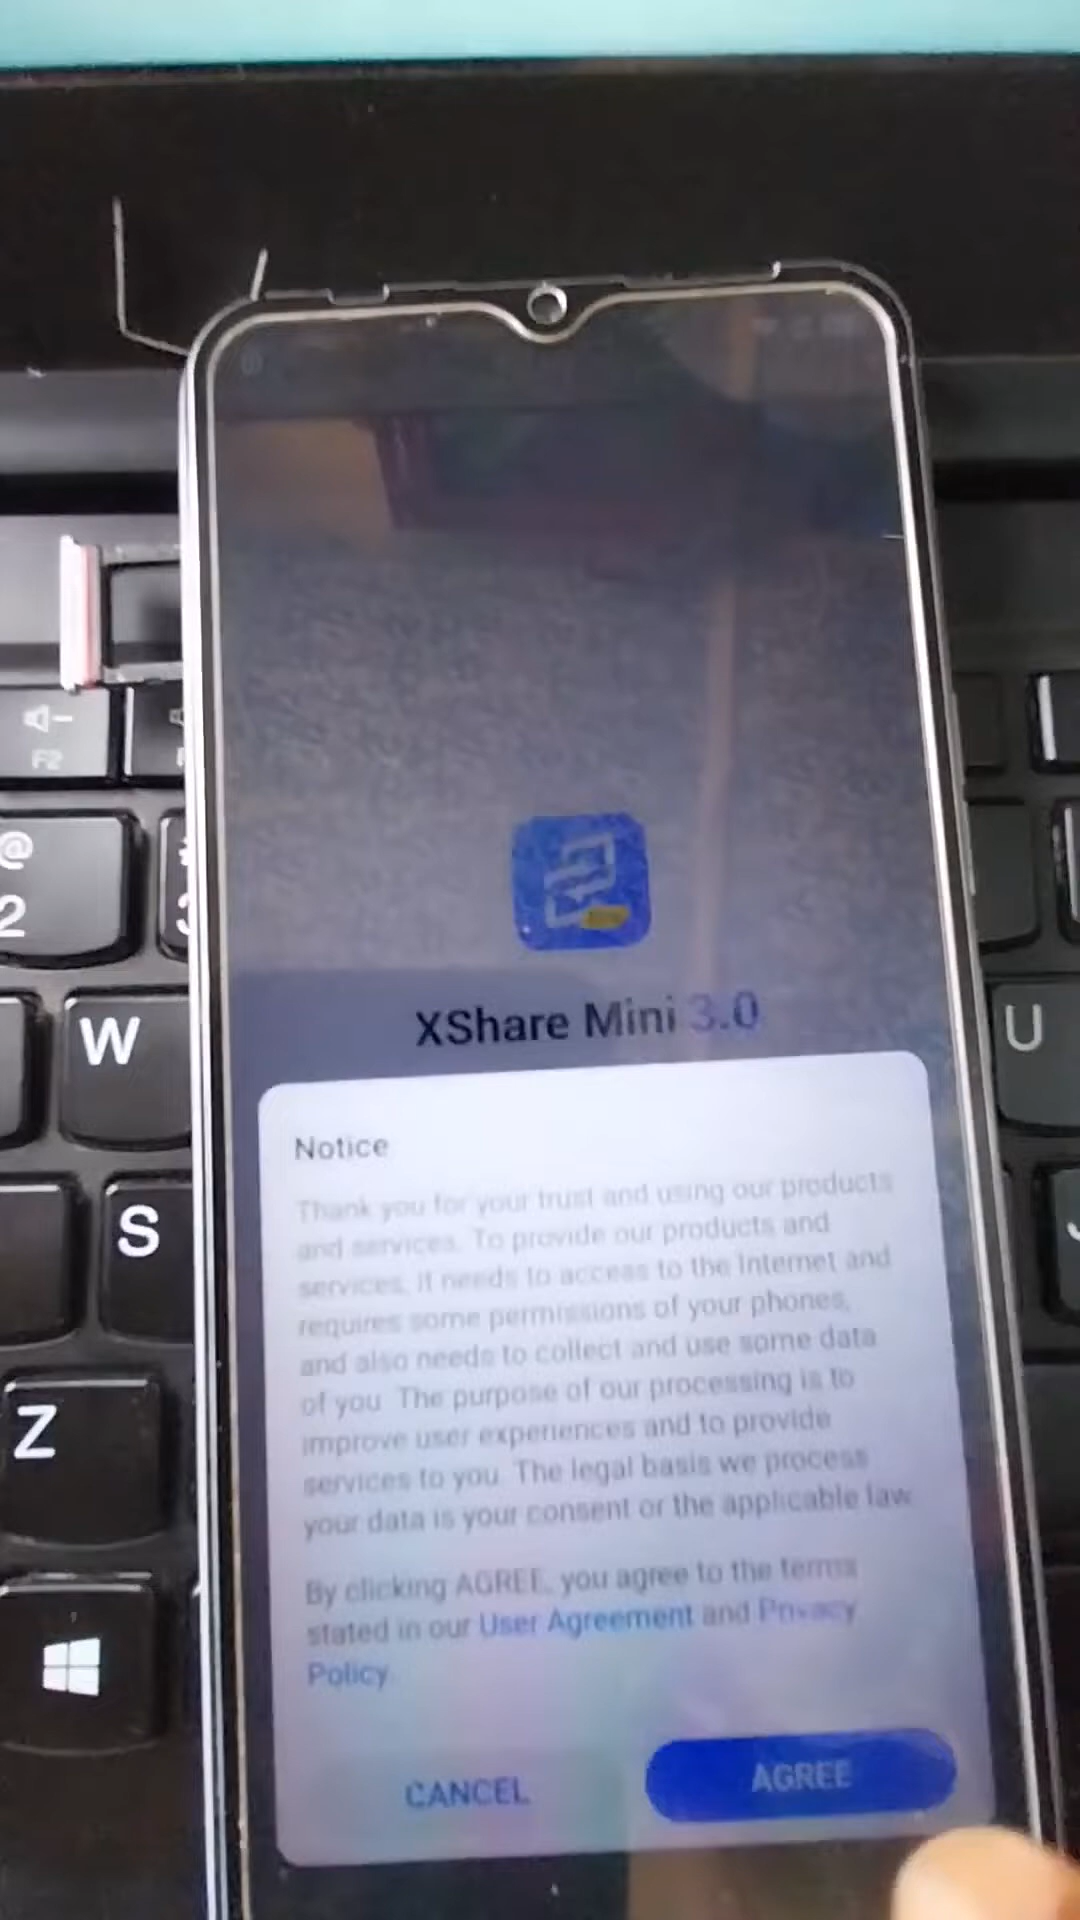 F2
@
2
3
W
U
S
Z
XShare Mini 3.0
Notice
Thank you for your trust and using our products
and services. To provide our products and
services, it needs to access to the Internet and
requires some permissions of your phones,
and also needs to collect and use some data
of you. The purpose of our processing is to
improve user experiences and to provide
services to you. The legal basis we process
your data is your consent or the applicable law.
By clicking AGREE, you agree to the terms
stated in our User Agreement and Privacy
Policy.
CANCEL
AGREE